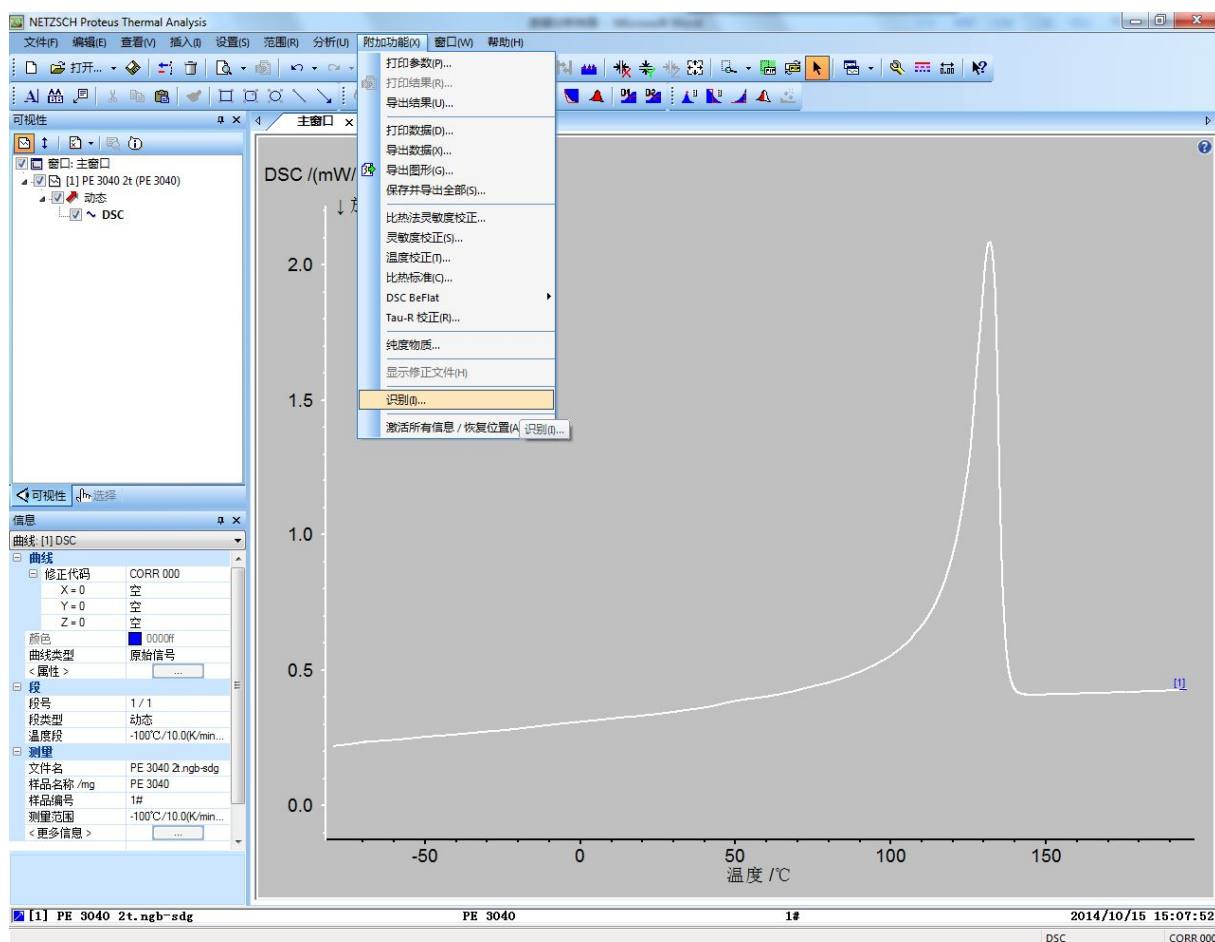 NETZSCH Proteus Thermal Analysis
文件(F) 编辑(E) 查看(V) 插入(I) 设置(S) 范围(R) 分析(U) 附加功能(X) 窗口(W) 帮助(H)
打开...
打印参数(P)...
打印结果(R)...
导出结果(U)...
打印数据(D)...
导出数据(X)...
导出图形(G)...
保存并导出全部(S)...
比热法灵敏度校正...
灵敏度校正(S)...
温度校正(T)...
比热标准(C)...
DSC BeFlat
Tau-R 校正(R)...
纯度物质...
显示修正文件(H)
识别(I)...
激活所有信息 / 恢复位置(A
识别(I)...
可视性
窗口: 主窗口
[1] PE 3040 2t (PE 3040)
动态
DSC
可视性 选择
信息
曲线: [1] DSC
曲线
修正代码 CORR 000
X = 0 空
Y = 0 空
Z = 0 空
颜色 0000ff
曲线类型 原始信号
<属性 > ...
段
段号 1 / 1
段类型 动态
温度段 -100℃/10.0(K/min...
测量
文件名 PE 3040 2t.ngb-sdg
样品名称 /mg PE 3040
样品编号 1#
测量范围 -100℃/10.0(K/min...
<更多信息 > ...
主窗口
DSC /(mW/
↓
2.0
1.5
1.0
0.5
0.0
[1]
-50 0 50 100 150
温度 /℃
[1] PE 3040 2t.ngb-sdg PE 3040 1# 2014/10/15 15:07:52
DSC CORR 000